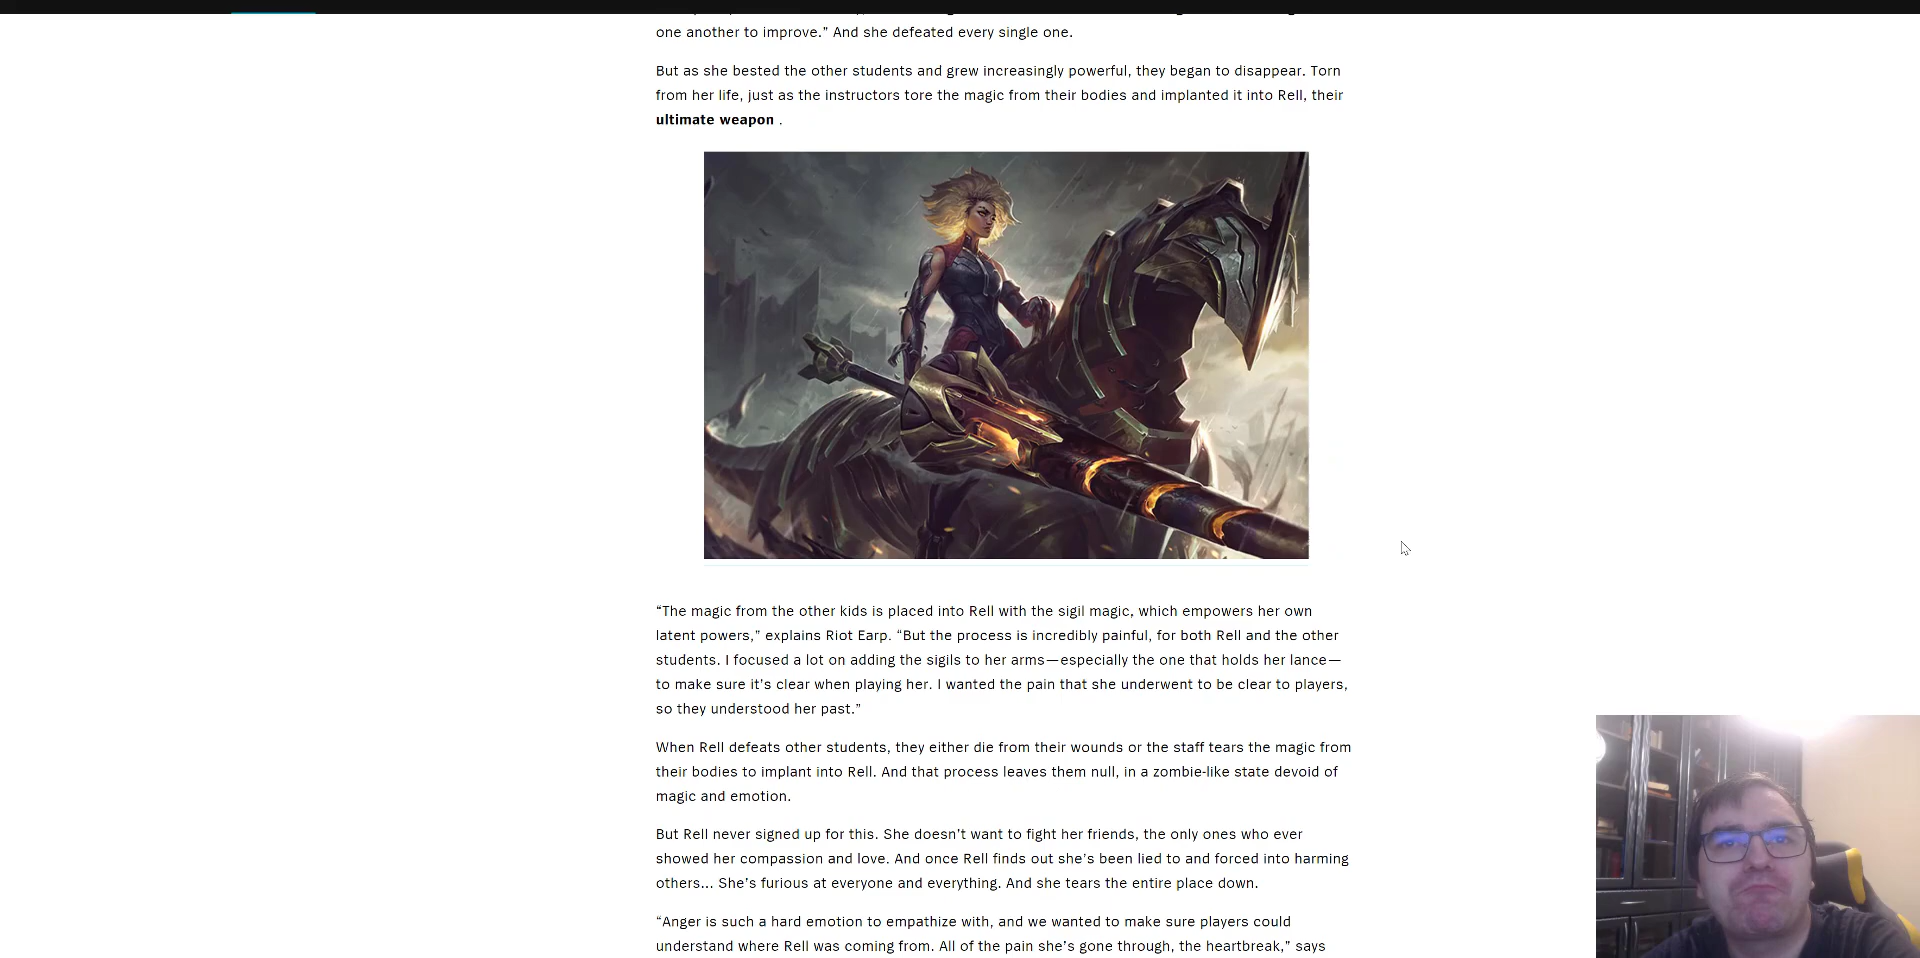 one another to improve.” And she defeated every single one.
But as she bested the other students and grew increasingly powerful, they began to disappear. Torn
from her life, just as the instructors tore the magic from their bodies and implanted it into Rell, their
ultimate weapon .
“The magic from the other kids is placed into Rell with the sigil magic, which empowers her own
latent powers,” explains Riot Earp. “But the process is incredibly painful, for both Rell and the other
students. I focused a lot on adding the sigils to her arms—especially the one that holds her lance—
to make sure it's clear when playing her. I wanted the pain that she underwent to be clear to players,
so they understood her past.”
When Rell defeats other students, they either die from their wounds or the staff tears the magic from
their bodies to implant into Rell. And that process leaves them null, in a zombie-like state devoid of
magic and emotion.
But Rell never signed up for this. She doesn't want to fight her friends, the only ones who ever
showed her compassion and love. And once Rell finds out she’s been lied to and forced into harming
others... She’s furious at everyone and everything. And she tears the entire place down.
“Anger is such a hard emotion to empathize with, and we wanted to make sure players could
understand where Rell was coming from. All of the pain she’s gone through, the heartbreak,” says